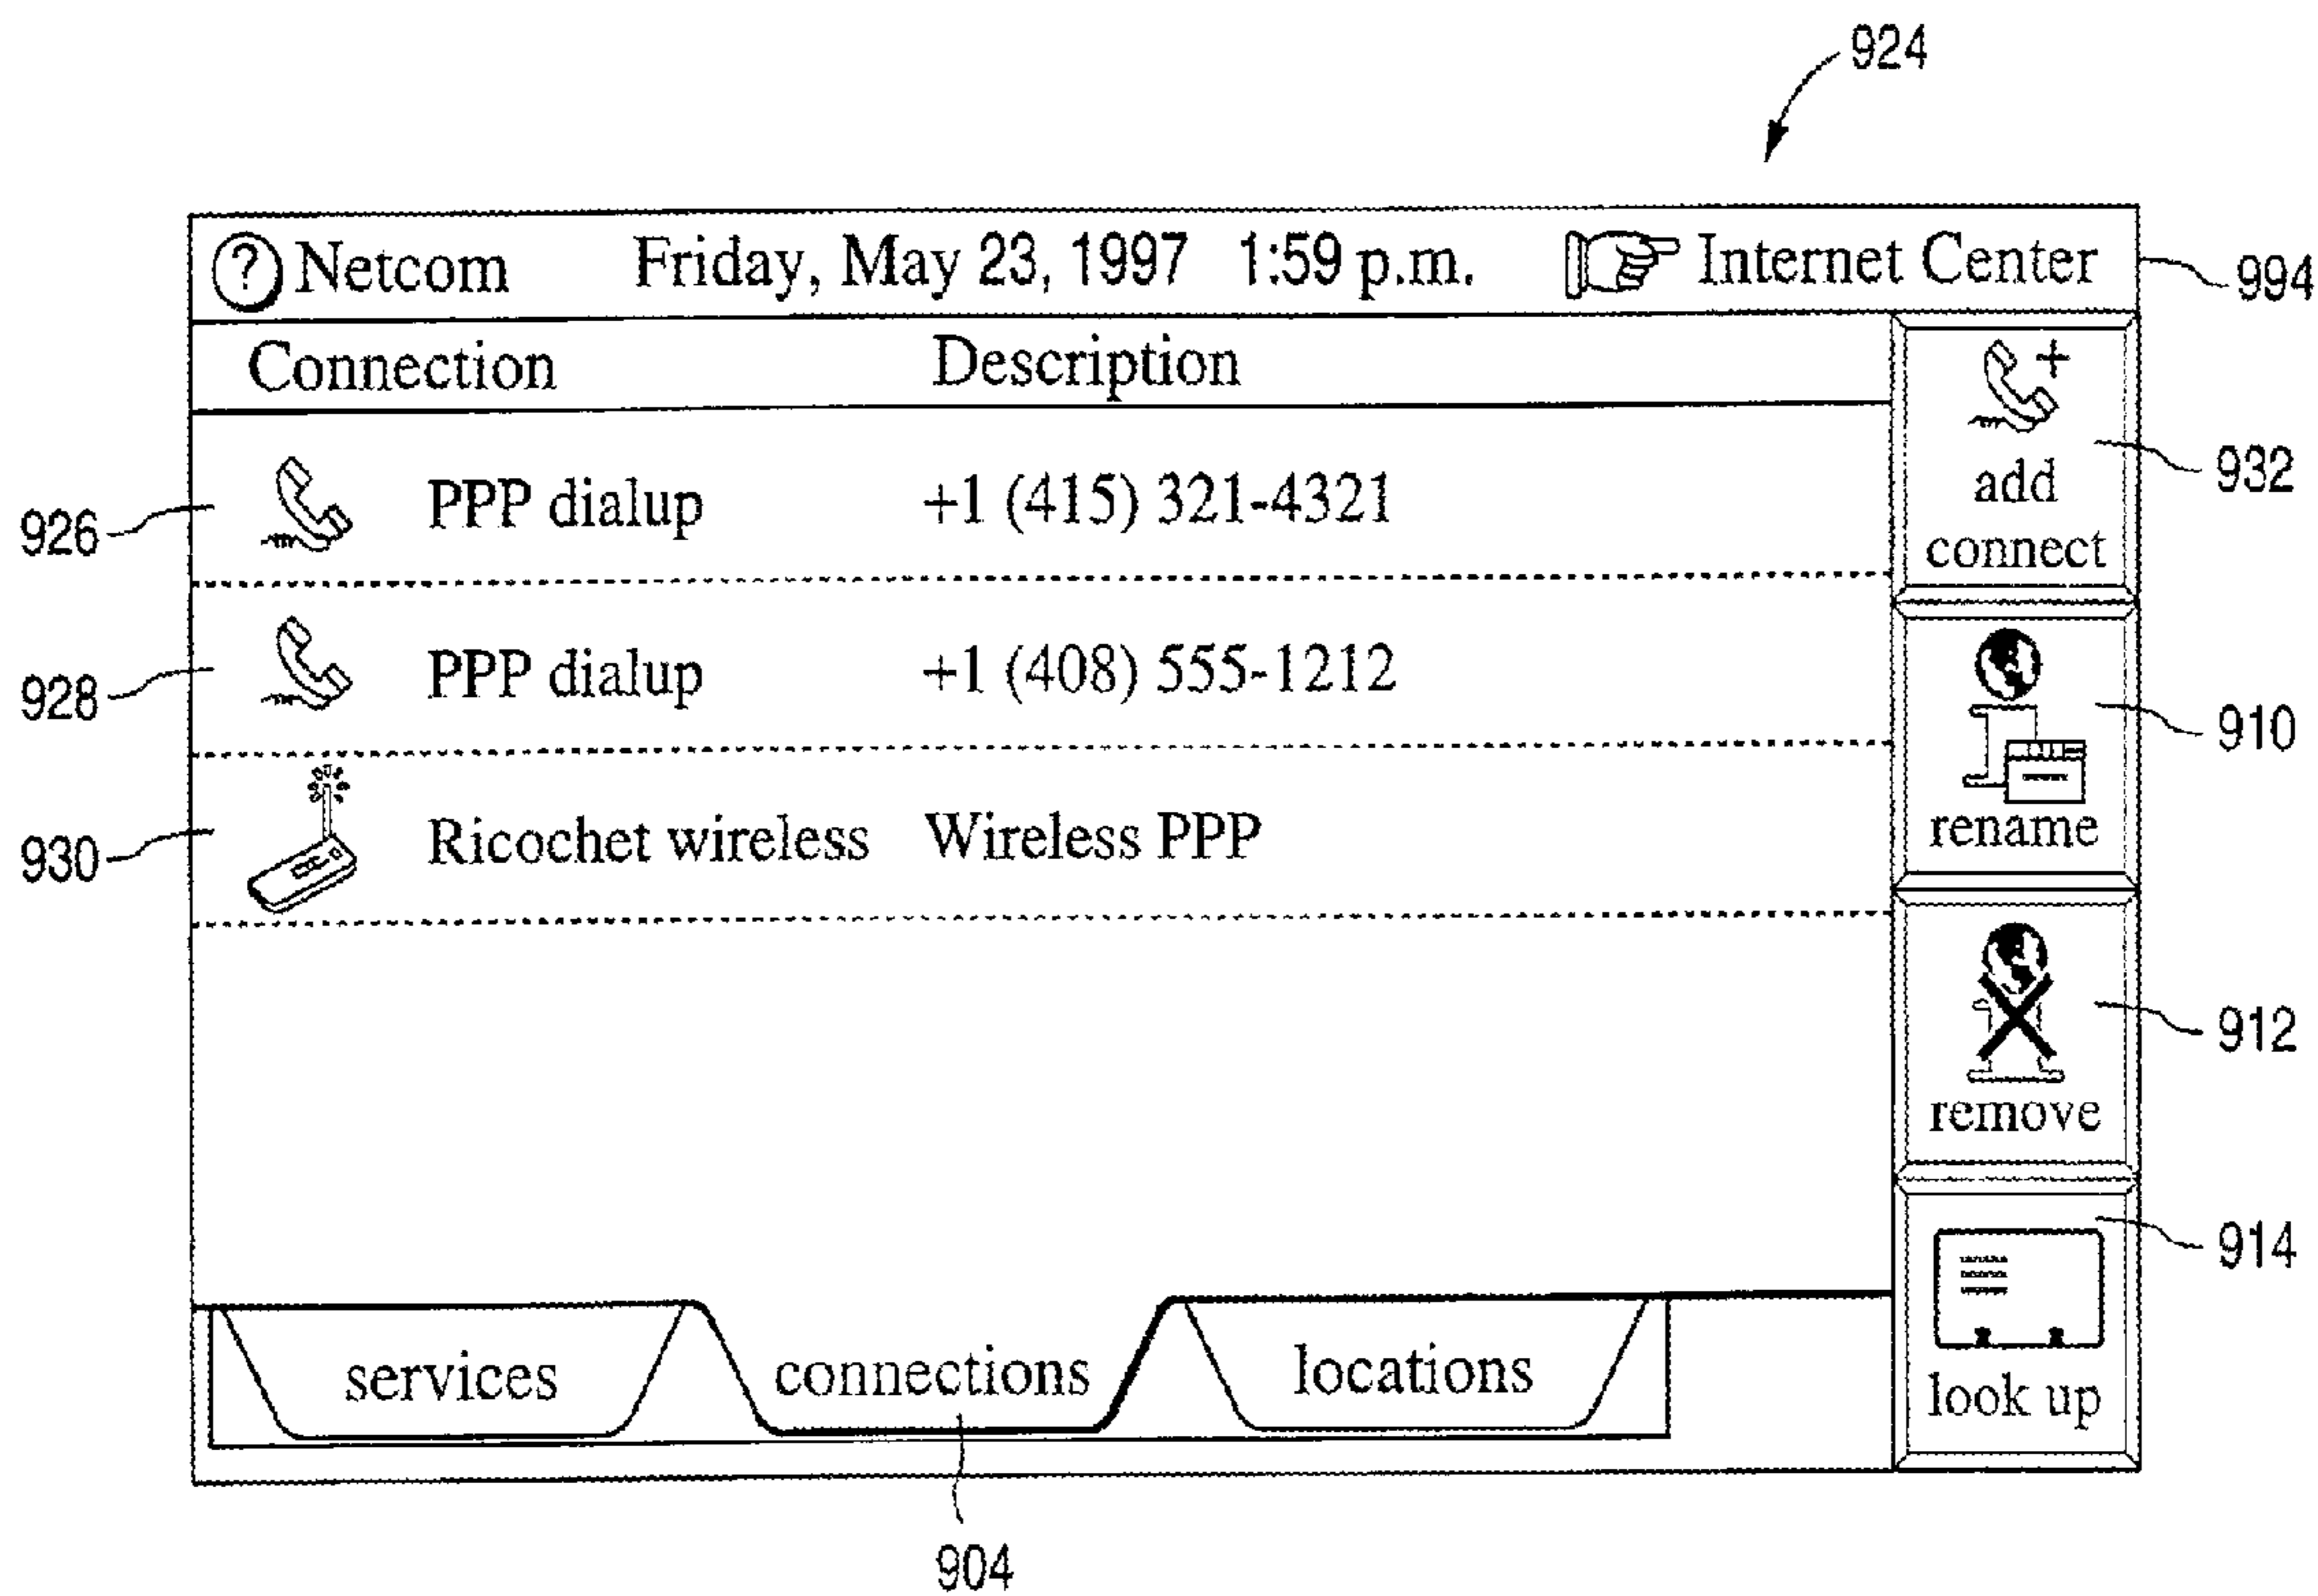 924
? Netcom Friday, May 23, 1997 1:59 p.m. Internet Center
994
Connection Description
926 PPP dialup +1 (415) 321-4321
add
connect
932
928 PPP dialup +1 (408) 555-1212
rename
910
930 Ricochet wireless Wireless PPP
remove
912
look up
914
services connections locations
904